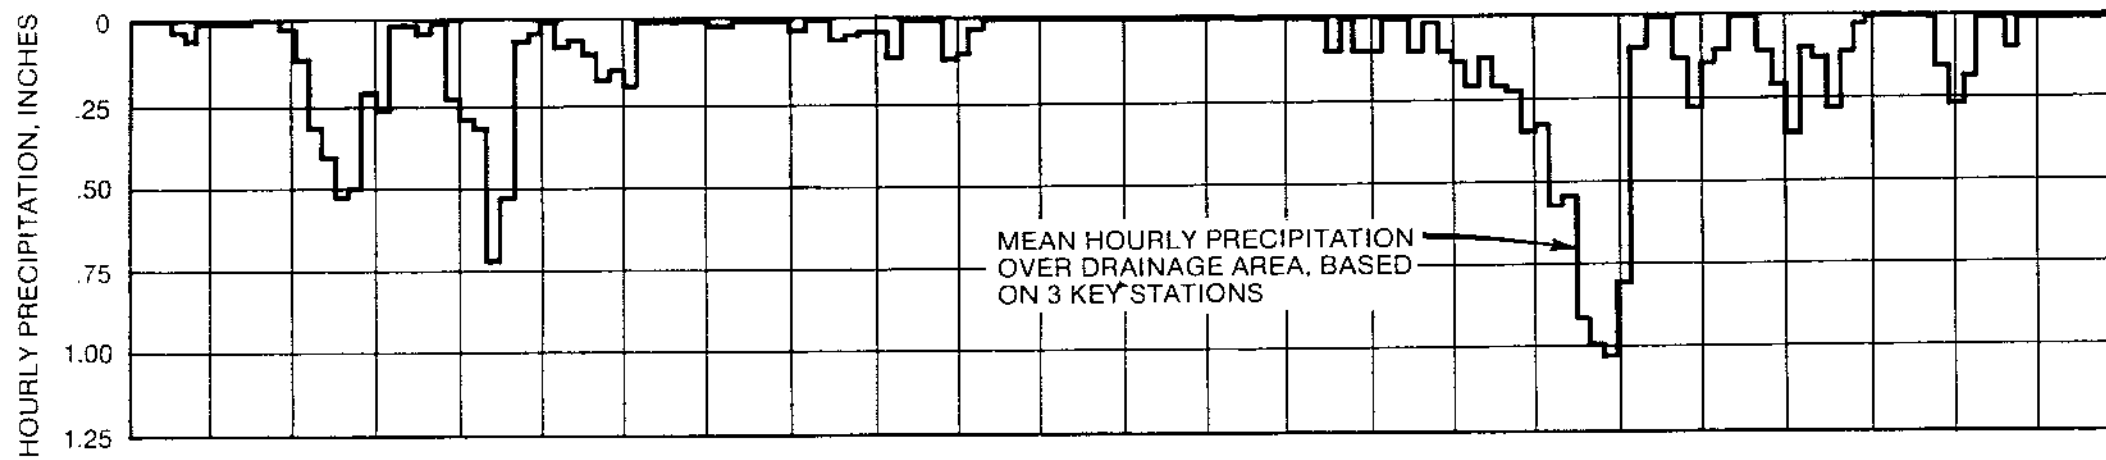 HOURLY PRECIPITATION, INCHES
0
.25
.50
.75
1.00
1.25
MEAN HOURLY PRECIPITATION
OVER DRAINAGE AREA, BASED
ON 3 KEY STATIONS